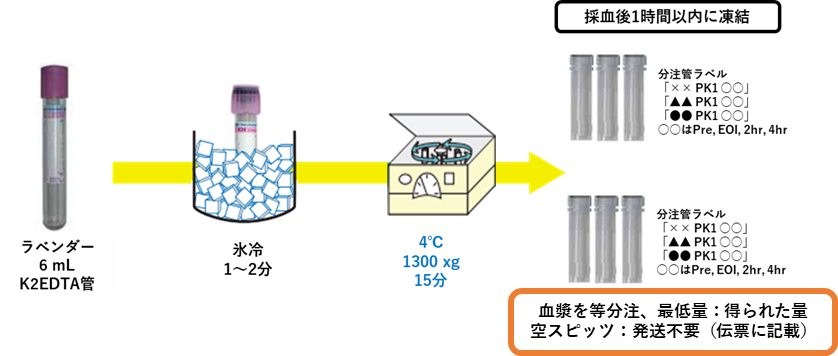 採血後1時間以内に凍結
分注管ラベル
「×× PK1 ○○」
「▲▲ PK1 ○○」
「●● PK1 ○○」
○○はPre, EOI, 2hr, 4hr
ラベンダー
6 mL
K2EDTA管
氷冷
1~2分
4℃
1300 xg
15分
分注管ラベル
「×× PK1 ○○」
「▲▲ PK1 ○○」
「●● PK1 ○○」
○○はPre, EOI, 2hr, 4hr
血漿を等分注、最低量：得られた量
空スピッツ：発送不要（伝票に記載）